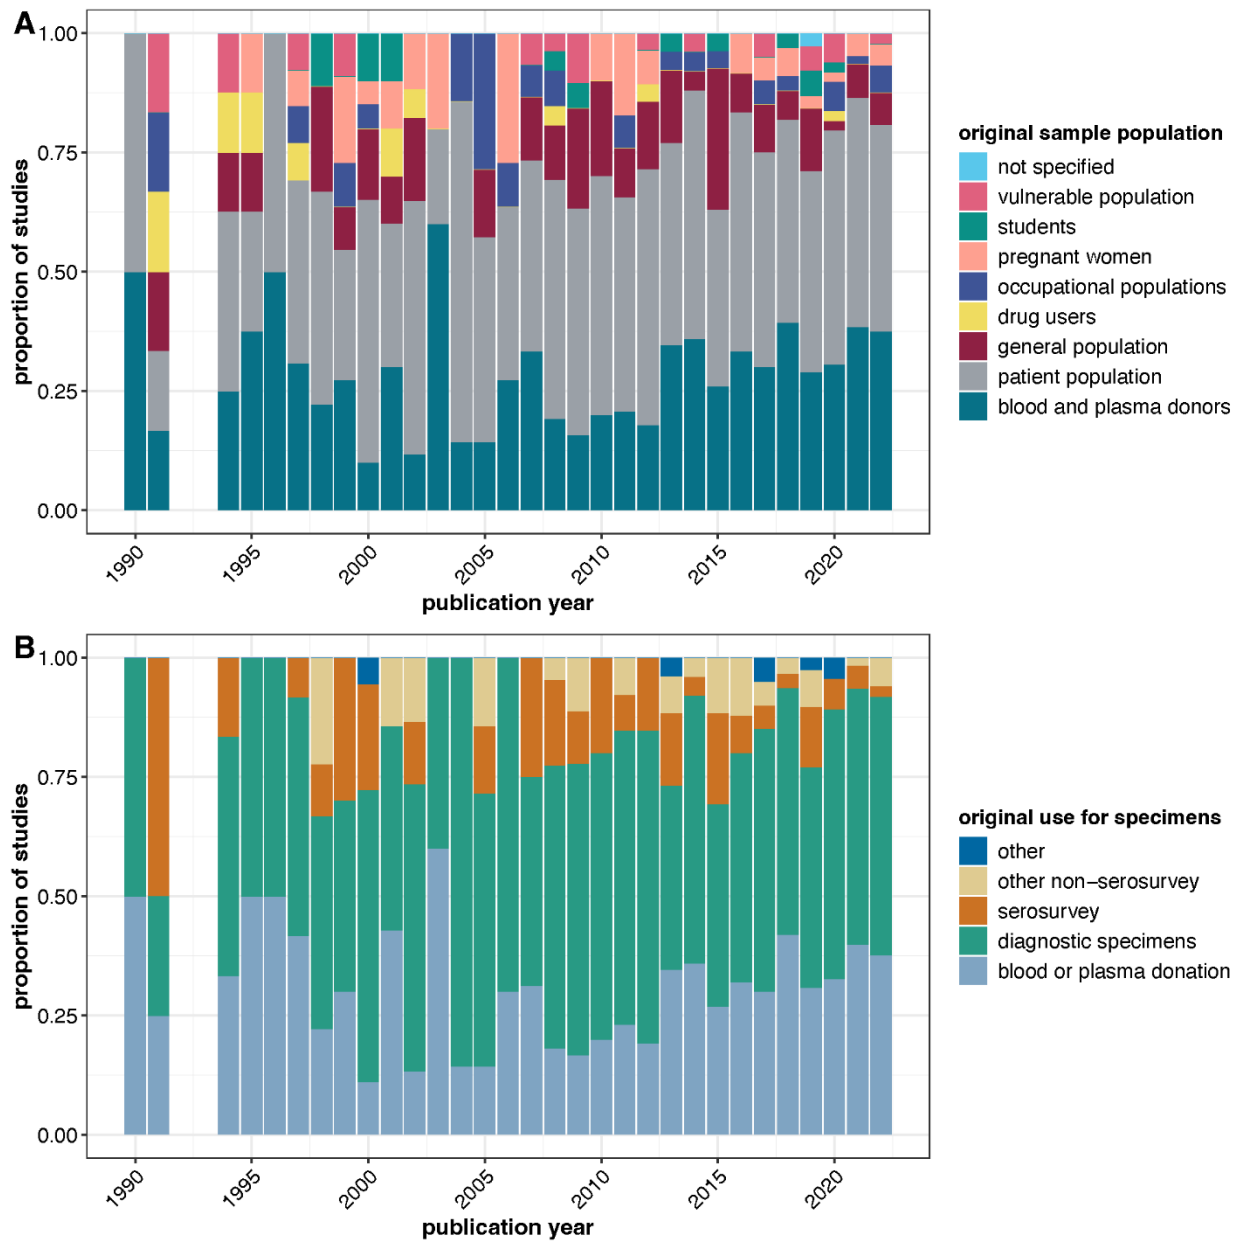 A
1.00
0.75
0.50
0.25
0.00
proportion of studies
1990
1995
2000
2005
2010
2015
2020
publication year
original sample population
not specified
vulnerable population
students
pregnant women
occupational populations
drug users
general population
patient population
blood and plasma donors
B
1.00
0.75
0.50
0.25
0.00
proportion of studies
1990
1995
2000
2005
2010
2015
2020
publication year
original use for specimens
other
other non−serosurvey
serosurvey
diagnostic specimens
blood or plasma donation